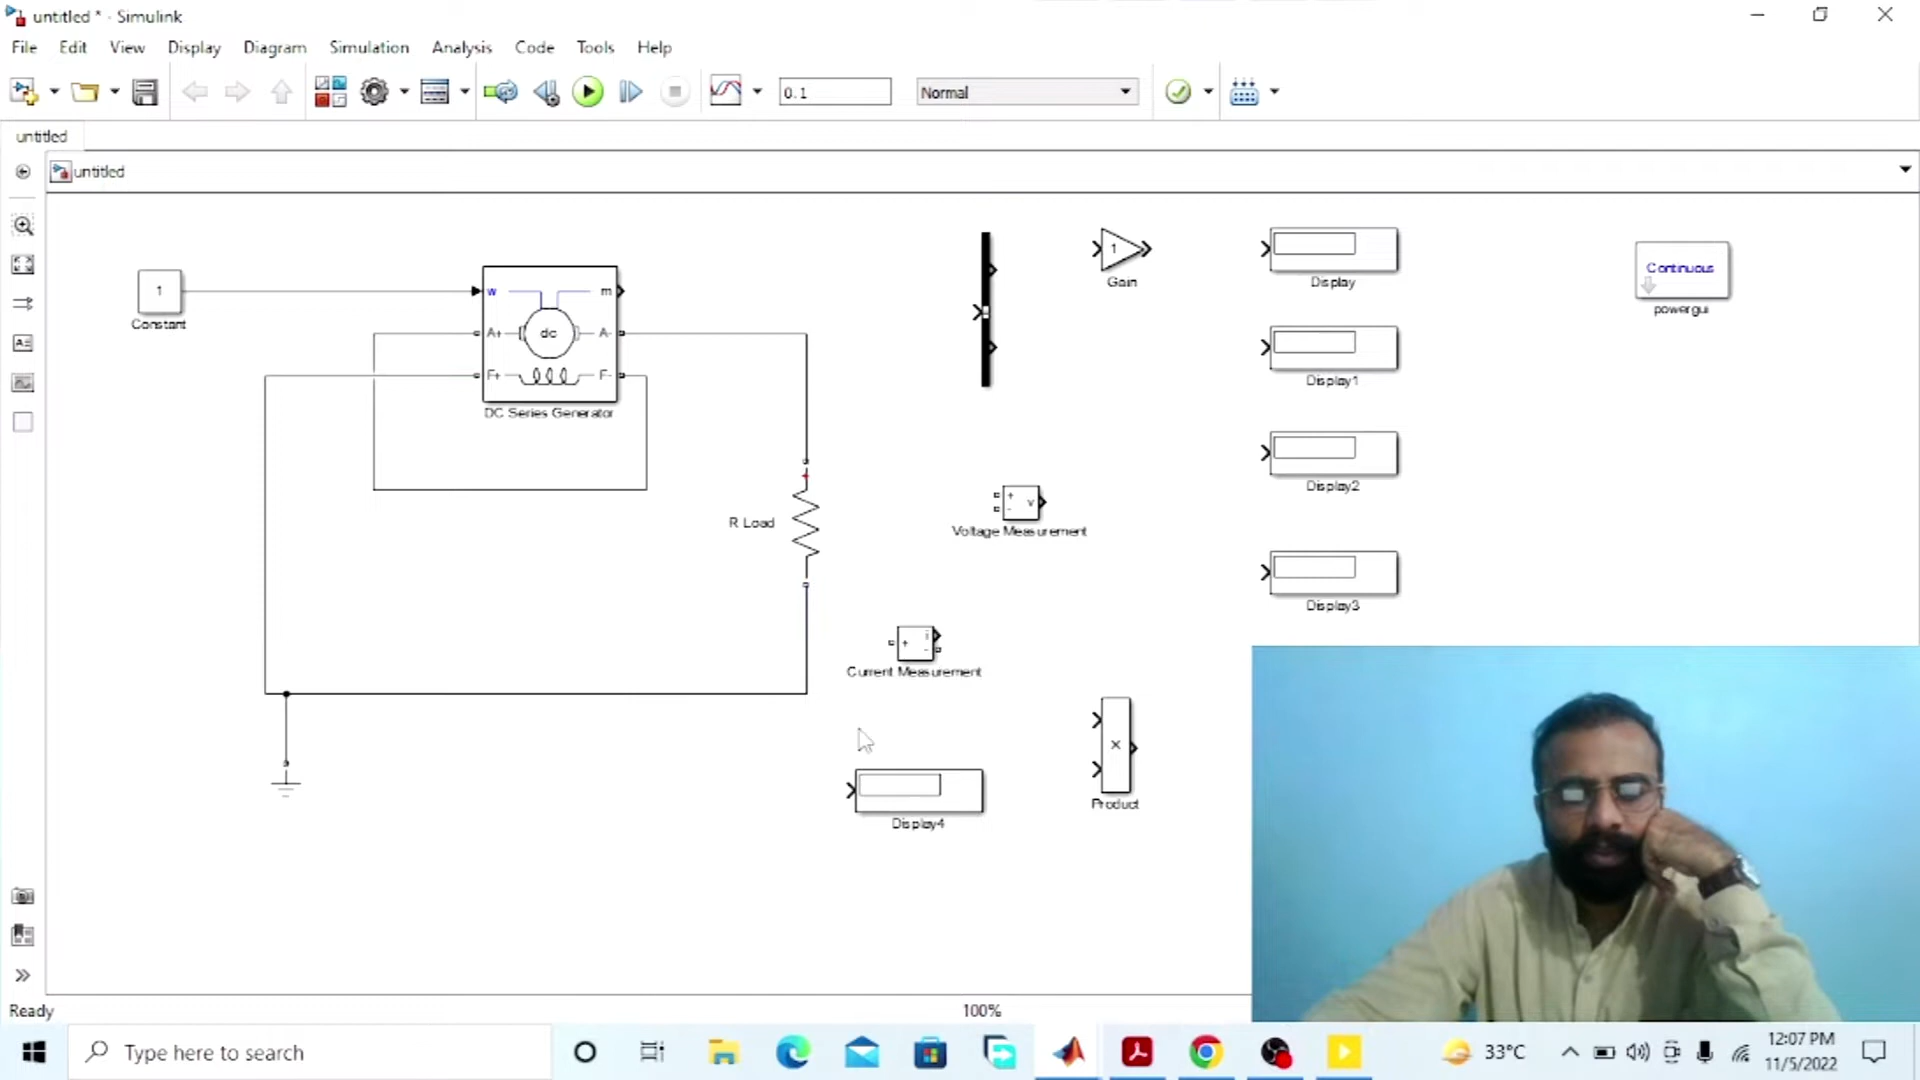 untitled * - Simulink
File Edit View Display Diagram Simulation Analysis Code Tools Help
0.1 Normal
untitled
untitled
1
Constant
w m
A+ dc A-
F+ F-
DC Series Generator
1
Gain
Display
Display1
Display2
Display3
Continuous
powergui
+
R Load
+ v
-
Voltage Measurement
+ i
-
Current Measurement
×
Product
Display4
Ready 100%
Type here to search
33°C
12:07 PM
11/5/2022